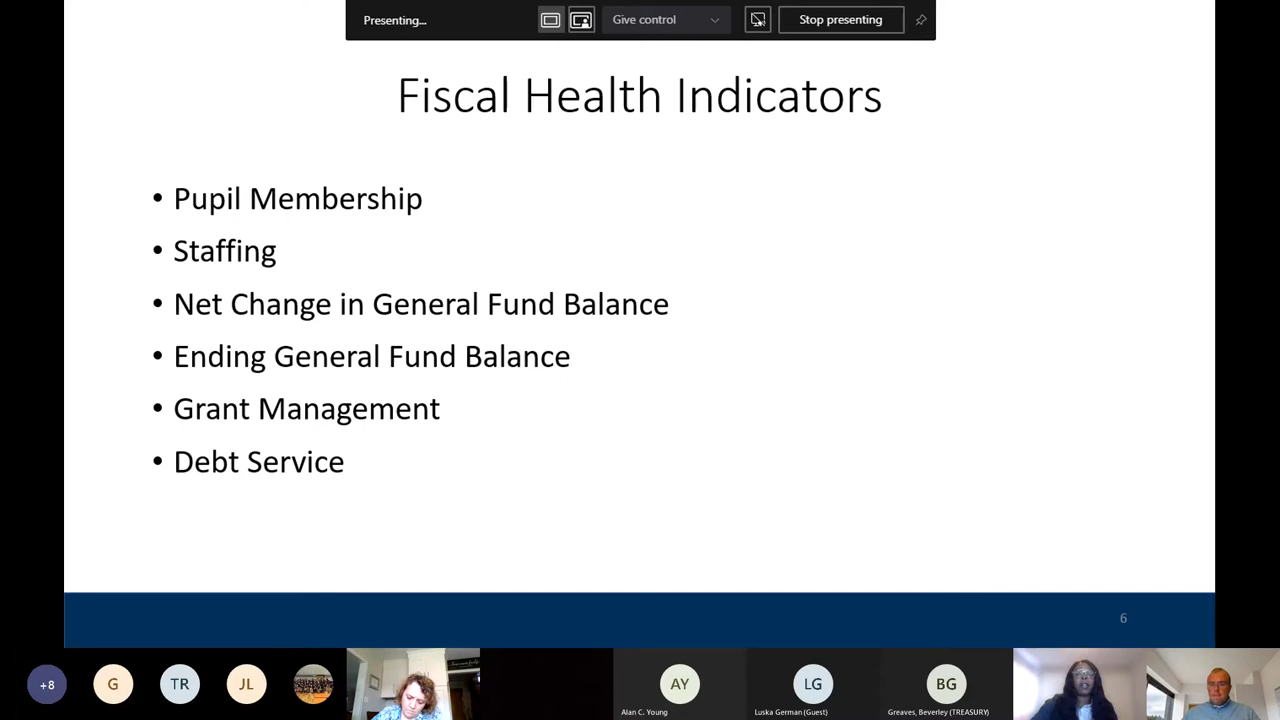 Presenting...
Give control
Stop presenting
Fiscal Health Indicators
• Pupil Membership
• Staffing
• Net Change in General Fund Balance
• Ending General Fund Balance
• Grant Management
• Debt Service
6
+8
G
TR
JL
AY
LG
BG
Alan C. Young
Luska German (Guest)
Greaves, Beverley (TREASURY)